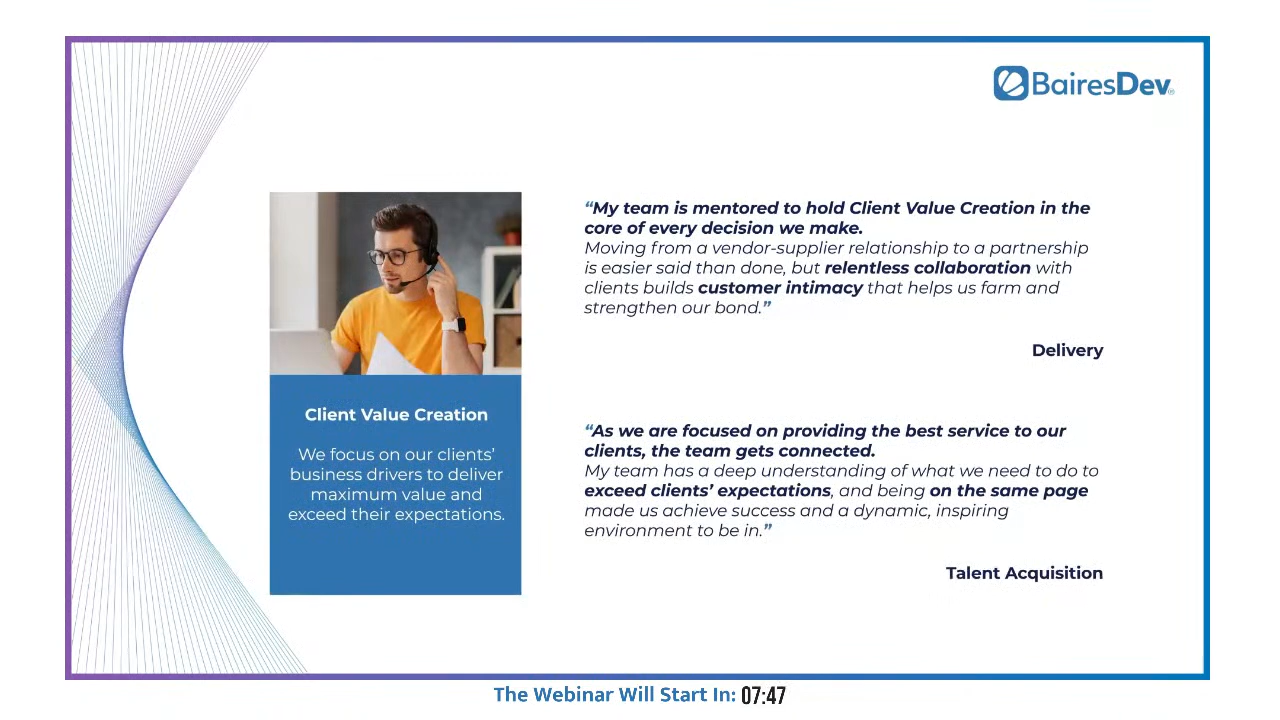 BairesDev®
“My team is mentored to hold Client Value Creation in the
core of every decision we make.
Moving from a vendor-supplier relationship to a partnership
is easier said than done, but relentless collaboration with
clients builds customer intimacy that helps us farm and
strengthen our bond.”
Delivery
Client Value Creation
We focus on our clients’
business drivers to deliver
maximum value and
exceed their expectations.
“As we are focused on providing the best service to our
clients, the team gets connected.
My team has a deep understanding of what we need to do to
exceed clients’ expectations, and being on the same page
made us achieve success and a dynamic, inspiring
environment to be in.”
Talent Acquisition
The Webinar Will Start In: 07:47